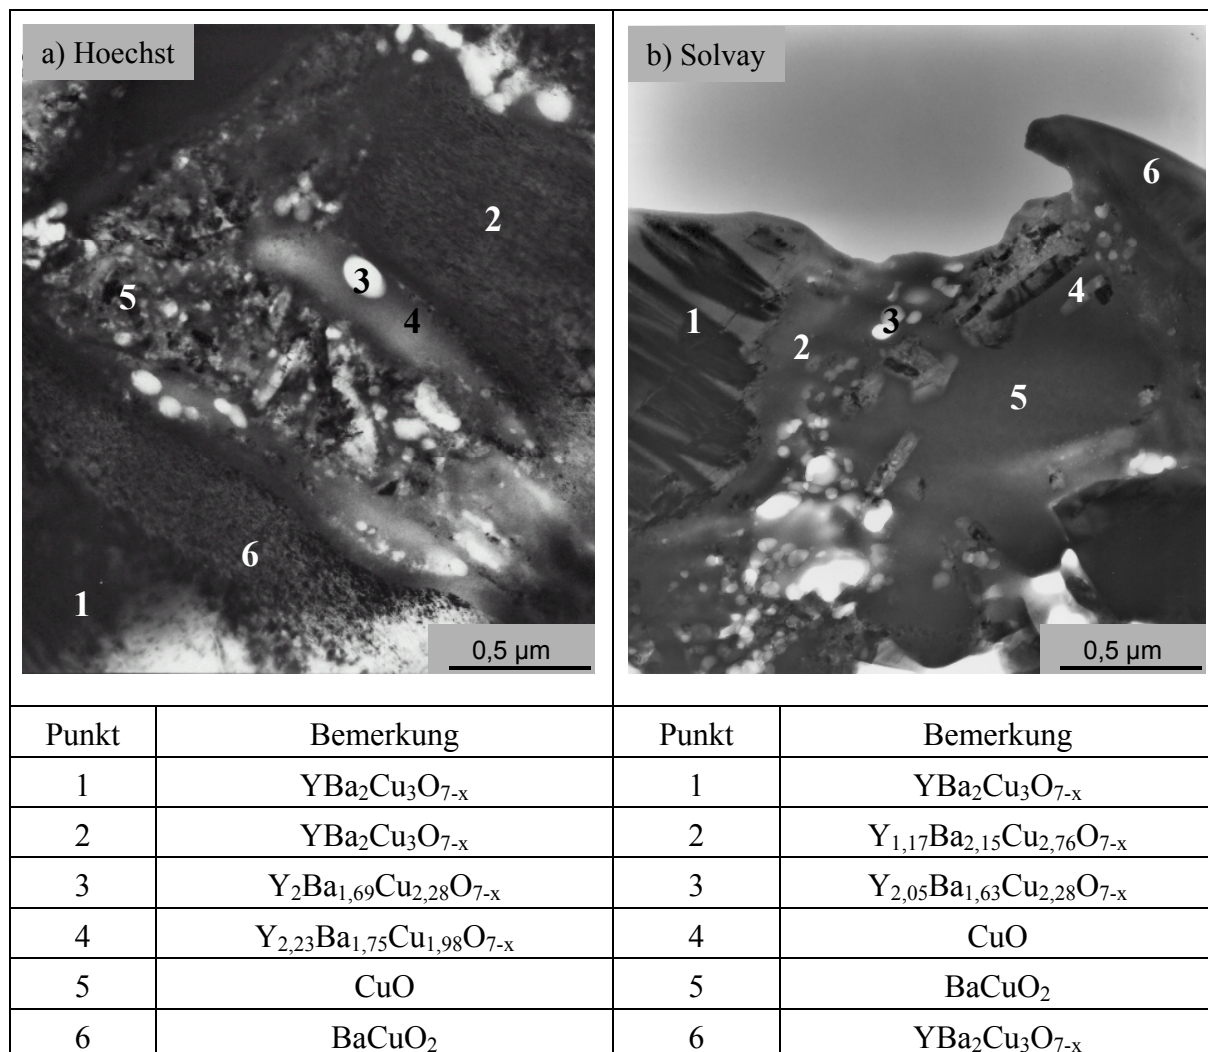 a) Hoechst
2
3
5
4
6
1
0,5 µm
b) Solvay
6
4
1
3
2
5
0,5 µm
Punkt Bemerkung Punkt Bemerkung
1 YBa₂Cu₃O₇₋ₓ 1 YBa₂Cu₃O₇₋ₓ
2 YBa₂Cu₃O₇₋ₓ 2 Y₁,₁₇Ba₂,₁₅Cu₂,₇₆O₇₋ₓ
3 Y₂Ba₁,₆₉Cu₂,₂₈O₇₋ₓ 3 Y₂,₀₅Ba₁,₆₃Cu₂,₂₈O₇₋ₓ
4 Y₂,₂₃Ba₁,₇₅Cu₁,₉₈O₇₋ₓ 4 CuO
5 CuO 5 BaCuO₂
6 BaCuO₂ 6 YBa₂Cu₃O₇₋ₓ